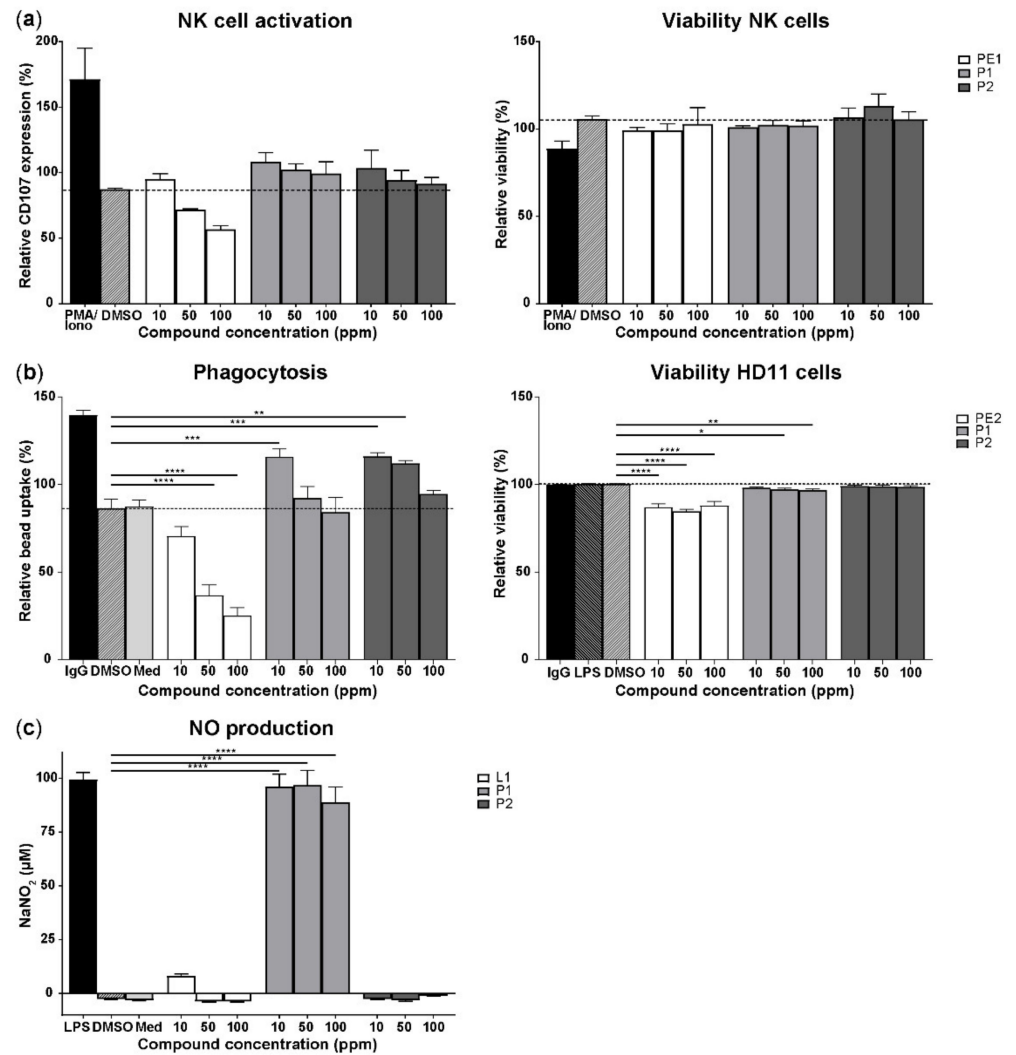 (a)
NK cell activation
Relative CD107 expression (%)
200
150
100
50
0
PMA/ Iono DMSO 10 50 100 10 50 100 10 50 100
Compound concentration (ppm)
Viability NK cells
Relative viability (%)
150
100
50
0
PMA/ Iono DMSO 10 50 100 10 50 100 10 50 100
Compound concentration (ppm)
PE1
P1
P2
(b)
Phagocytosis
Relative bead uptake (%)
150
100
50
0
**
***
***
****
****
IgG DMSO Med 10 50 100 10 50 100 10 50 100
Compound concentration (ppm)
Viability HD11 cells
Relative viability (%)
150
100
50
0
**
*
****
****
****
IgG LPS DMSO 10 50 100 10 50 100 10 50 100
Compound concentration (ppm)
PE2
P1
P2
(c)
NO production
NaNO₂ (µM)
100
75
50
25
0
****
****
****
LPS DMSO Med 10 50 100 10 50 100 10 50 100
Compound concentration (ppm)
L1
P1
P2